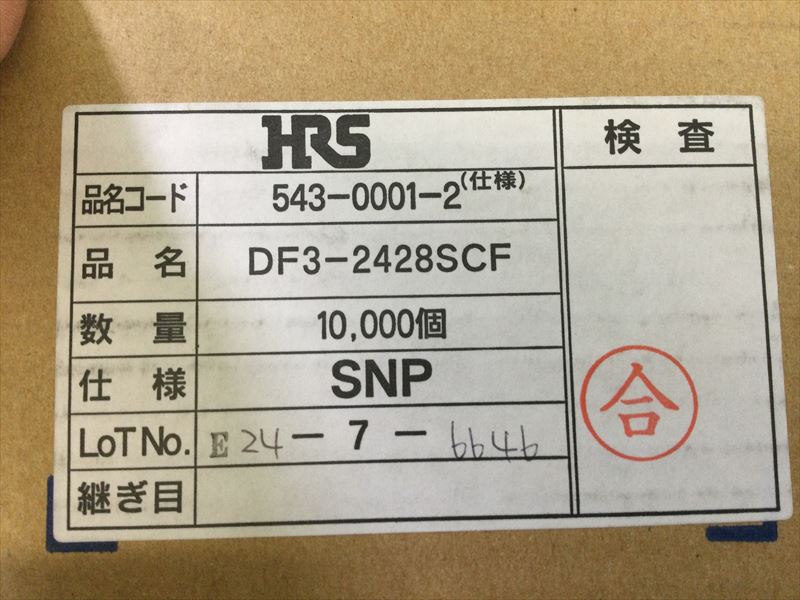 HRS
検 査
品名コード 543-0001-2(仕様)
品 名 DF3-2428SCF
数 量 10,000個
仕 様 SNP
LoT No. E 24 - 7 - 6646
継ぎ目
合